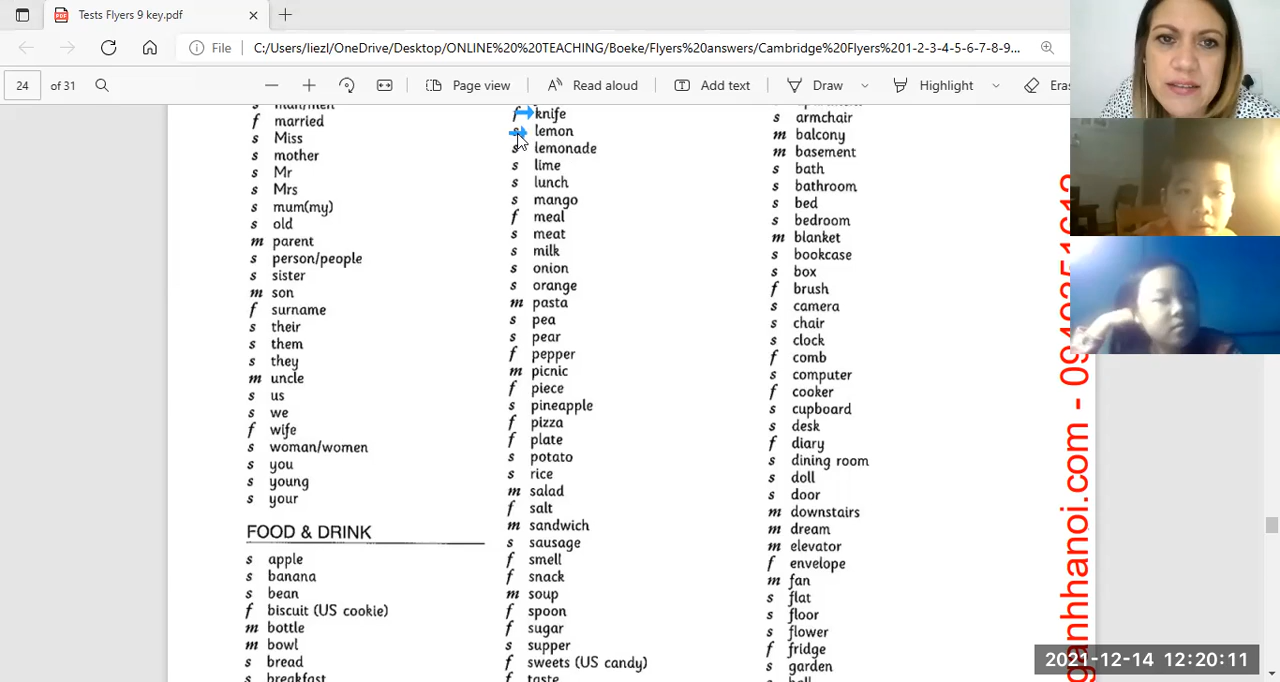 Tests Flyers 9 key.pdf
File
C:/Users/liezl/OneDrive/Desktop/ONLINE%20%20TEACHING/Boeke/Flyers%20answers/Cambridge%20Flyers%201-2-3-4-5-6-7-8-9...
24 of 31
Page view
Read aloud
Add text
Draw
Highlight
f married
s Miss
s mother
s Mr
s Mrs
s mum(my)
s old
m parent
s person/people
s sister
m son
f surname
s their
s them
s they
m uncle
s us
s we
f wife
s woman/women
s you
s young
s your
FOOD & DRINK
s apple
s banana
s bean
f biscuit (US cookie)
m bottle
m bowl
s bread
s breakfast
f knife
lemon
s lemonade
s lime
s lunch
s mango
f meal
s meat
s milk
s onion
s orange
m pasta
s pea
s pear
f pepper
m picnic
f piece
s pineapple
f pizza
f plate
s potato
s rice
m salad
f salt
m sandwich
s sausage
f smell
f snack
m soup
f spoon
f sugar
s supper
f sweets (US candy)
f taste
s armchair
m balcony
m basement
s bath
s bathroom
s bed
s bedroom
m blanket
s bookcase
s box
f brush
s camera
s chair
s clock
f comb
s computer
f cooker
s cupboard
s desk
f diary
s dining room
s doll
s door
m downstairs
m dream
m elevator
f envelope
m fan
s flat
s floor
s flower
f fridge
s garden
2021-12-14 12:20:11